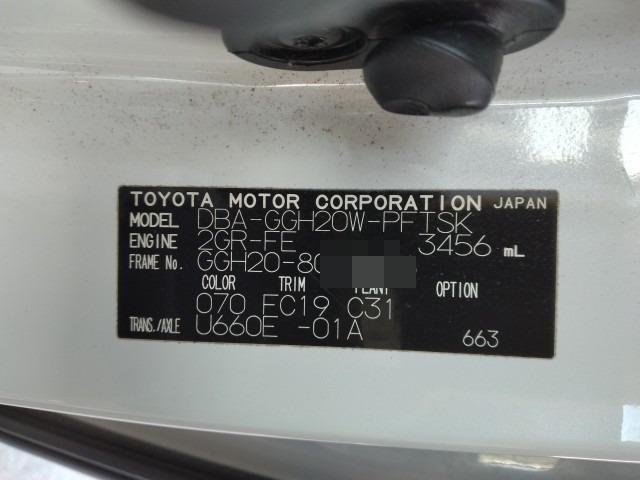 TOYOTA MOTOR CORPORATION JAPAN
MODEL DBA-GGH20W-PFTSK
ENGINE 2GR-FE 3456 mL
FRAME No. GGH20-80
COLOR TRIM PLANT OPTION
070 FC19 C31
TRANS./AXLE U660E -01A 663